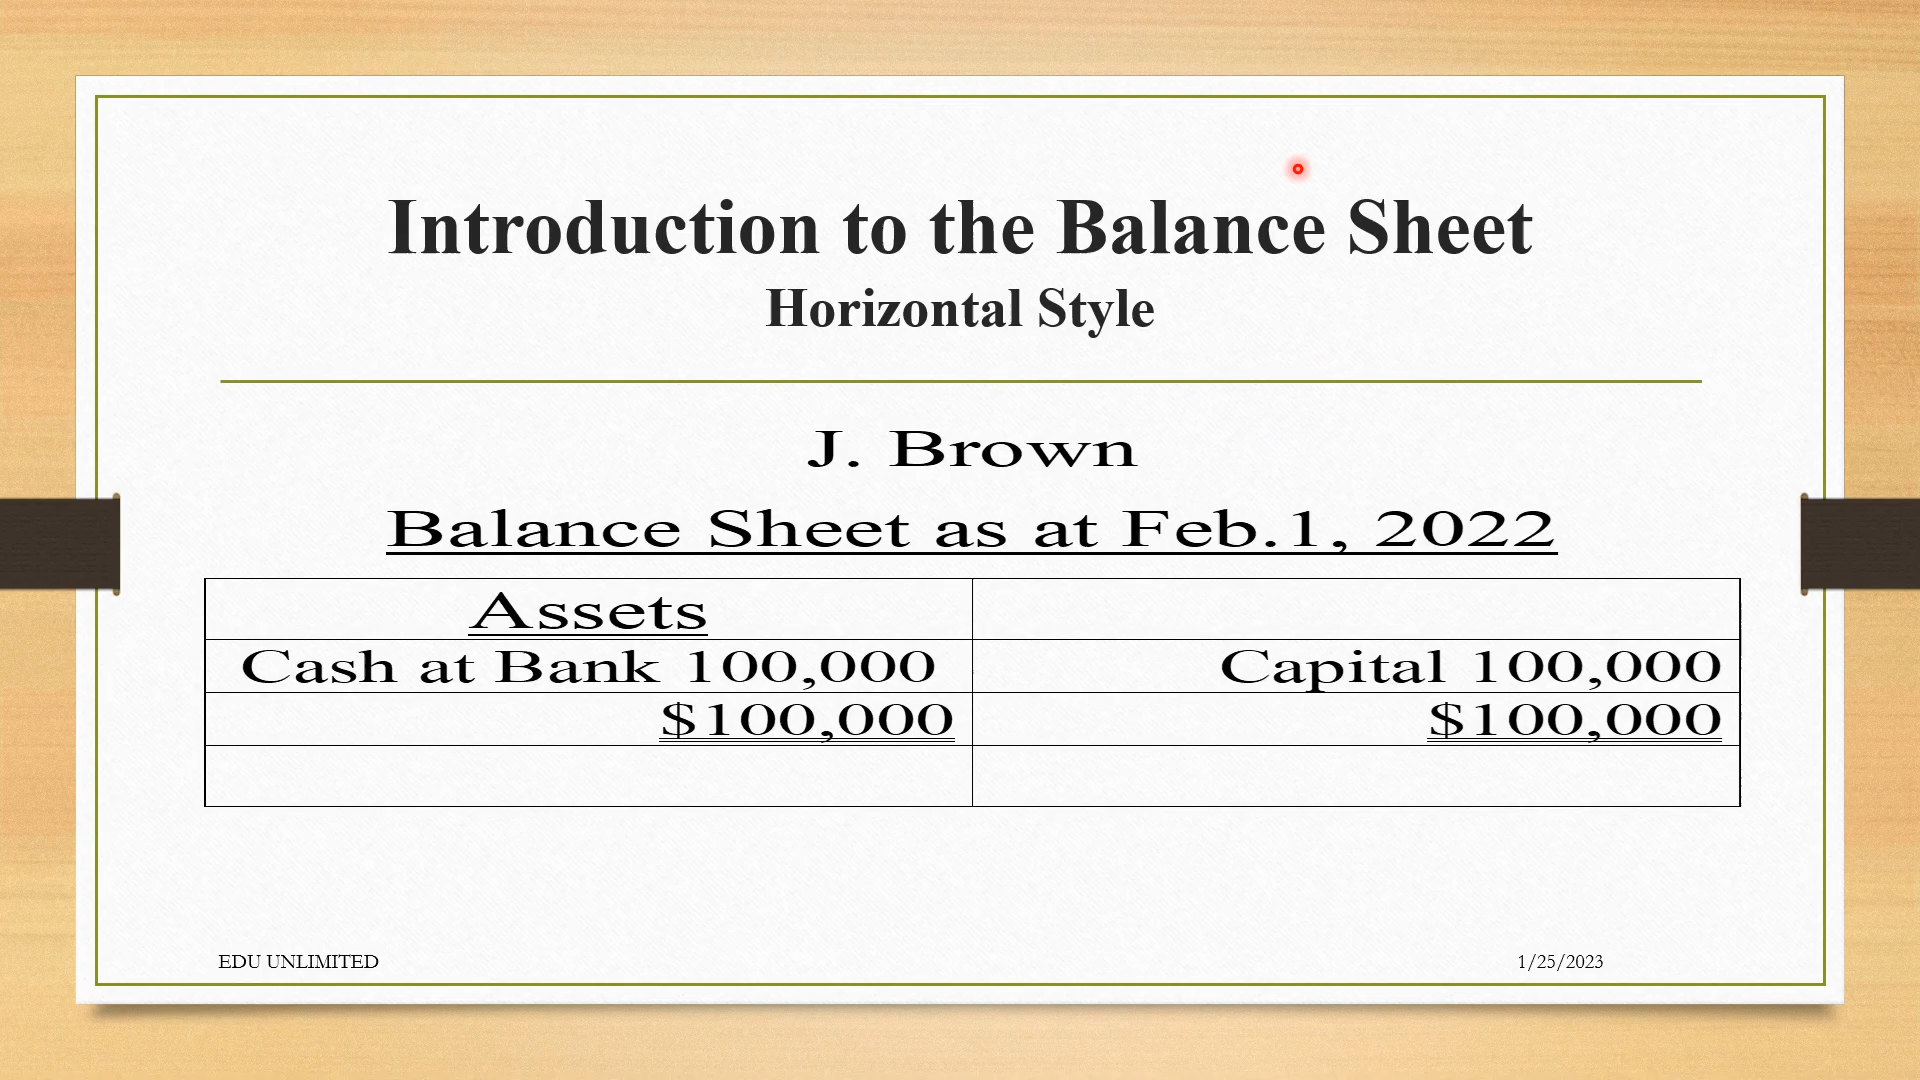 Introduction to the Balance Sheet
Horizontal Style
J. Brown
Balance Sheet as at Feb.1, 2022
Assets
Cash at Bank 100,000 Capital 100,000
$100,000 $100,000
EDU UNLIMITED 1/25/2023